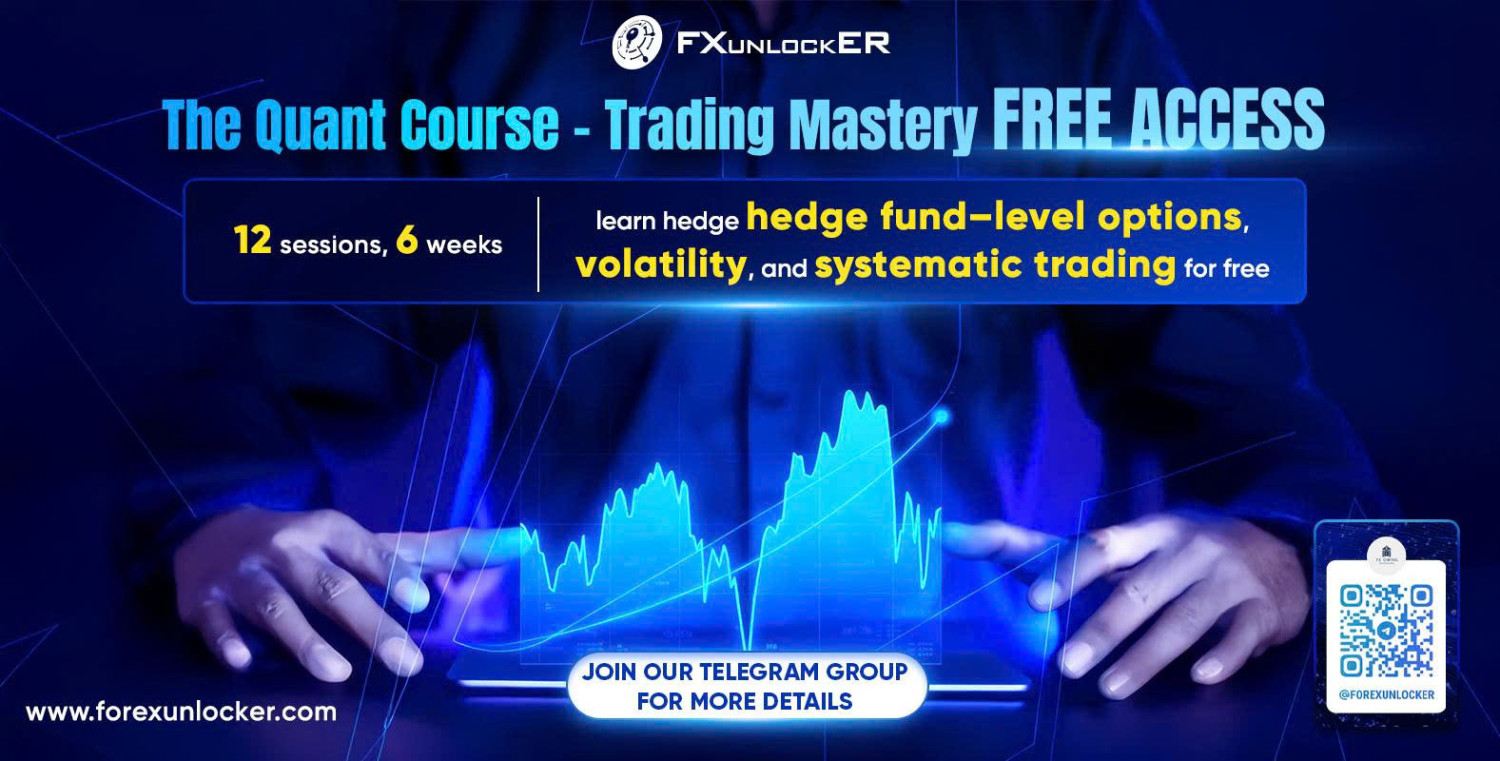 FXUNLOCKER
The Quant Course - Trading Mastery FREE ACCESS
12 sessions, 6 weeks
learn hedge hedge fund–level options,
volatility, and systematic trading for free
JOIN OUR TELEGRAM GROUP
FOR MORE DETAILS
www.forexunlocker.com
@FOREXUNLOCKER